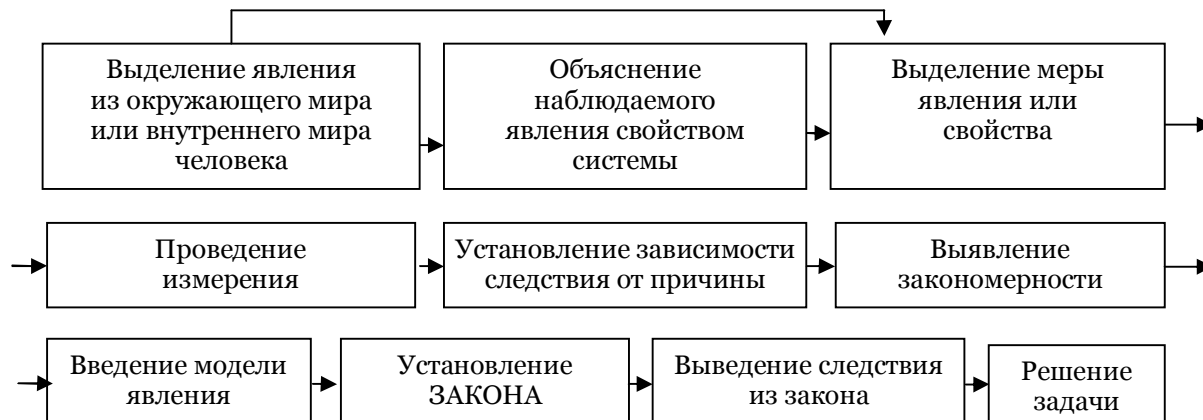 Выделение явления
из окружающего мира
или внутреннего мира
человека
Объяснение
наблюдаемого
явления свойством
системы
Выделение меры
явления или
свойства
Проведение
измерения
Установление зависимости
следствия от причины
Выявление
закономерности
Введение модели
явления
Установление
ЗАКОНА
Выведение следствия
из закона
Решение
задачи